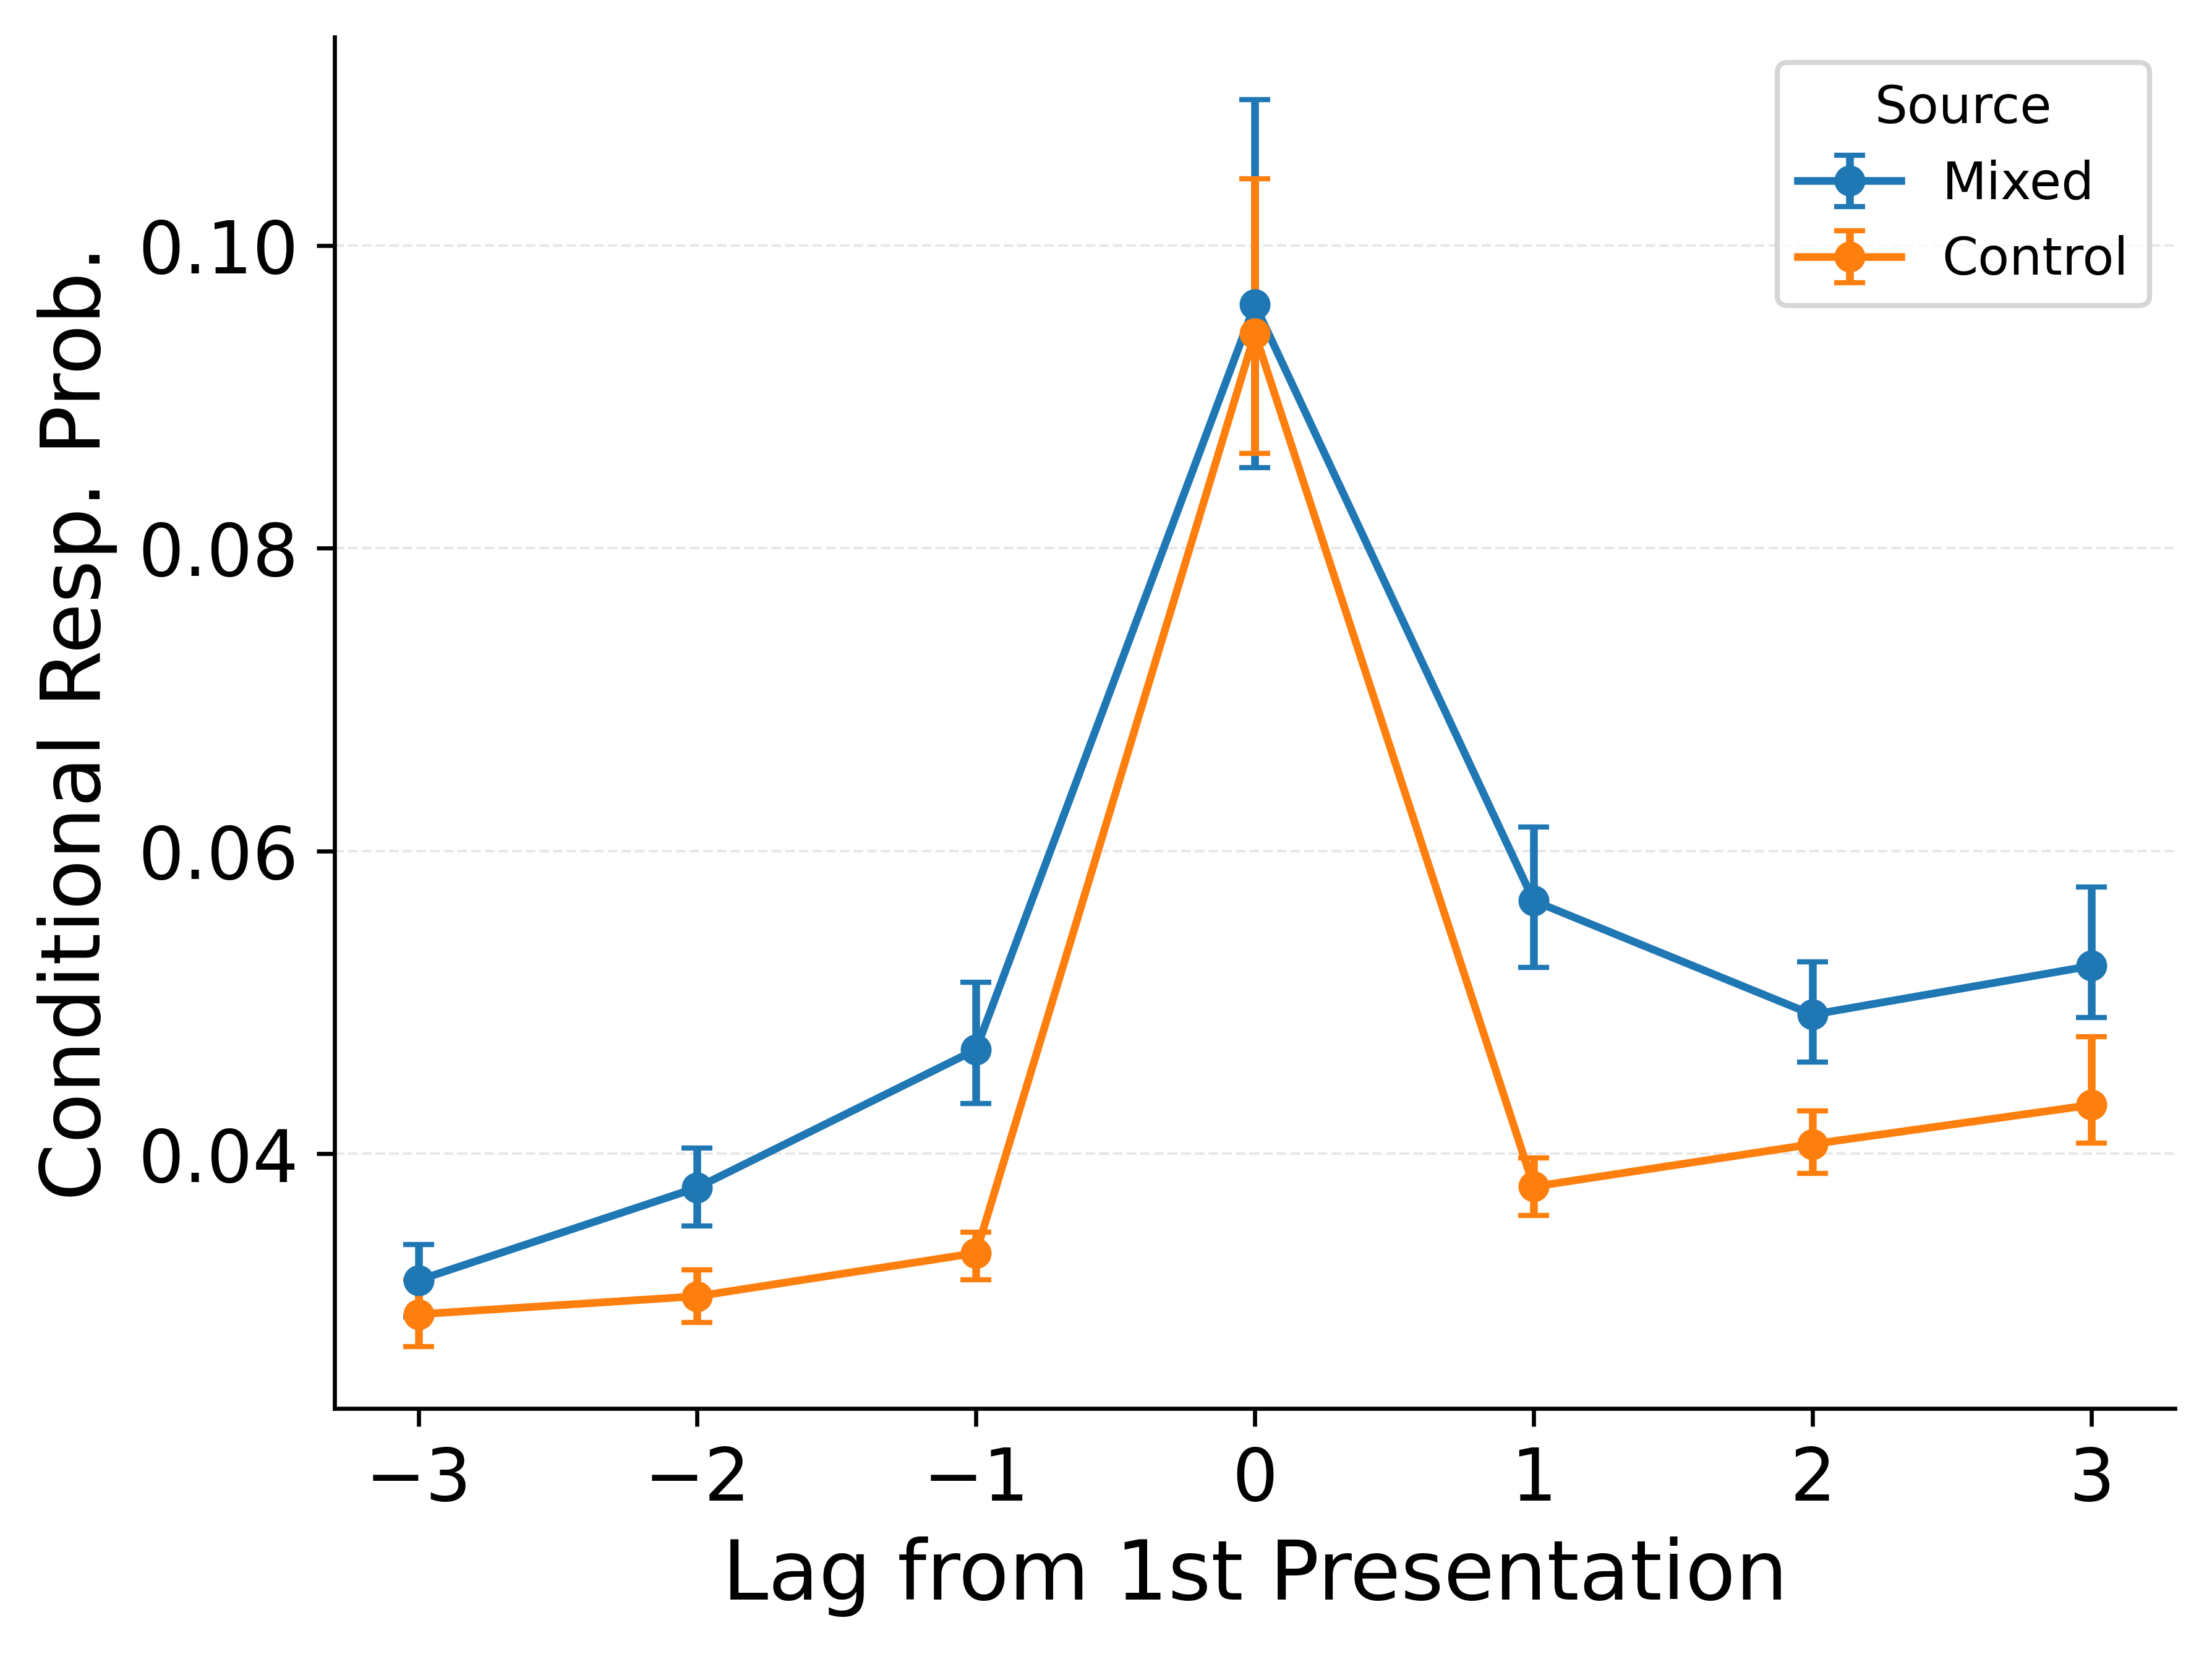 Source
Mixed
Control
Conditional Resp. Prob.
0.10
0.08
0.06
0.04
−3 −2 −1 0 1 2 3
Lag from 1st Presentation